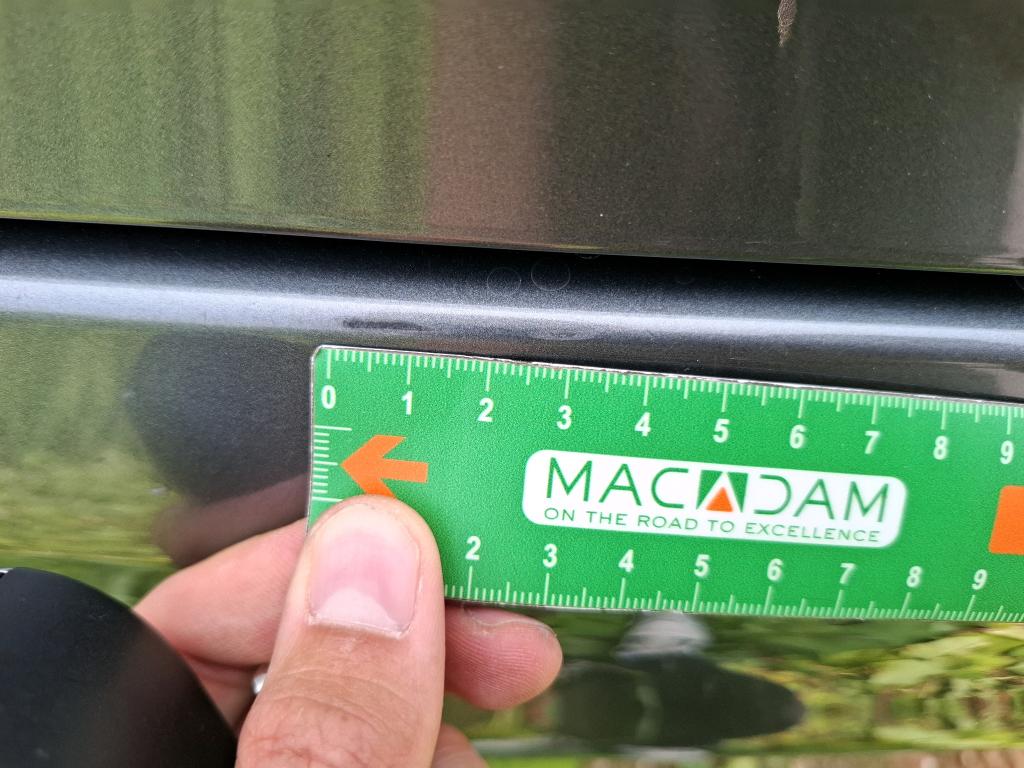 0 1 2 3 4 5 6 7 8 9
MACADAM
ON THE ROAD TO EXCELLENCE
2 3 4 5 6 7 8 9